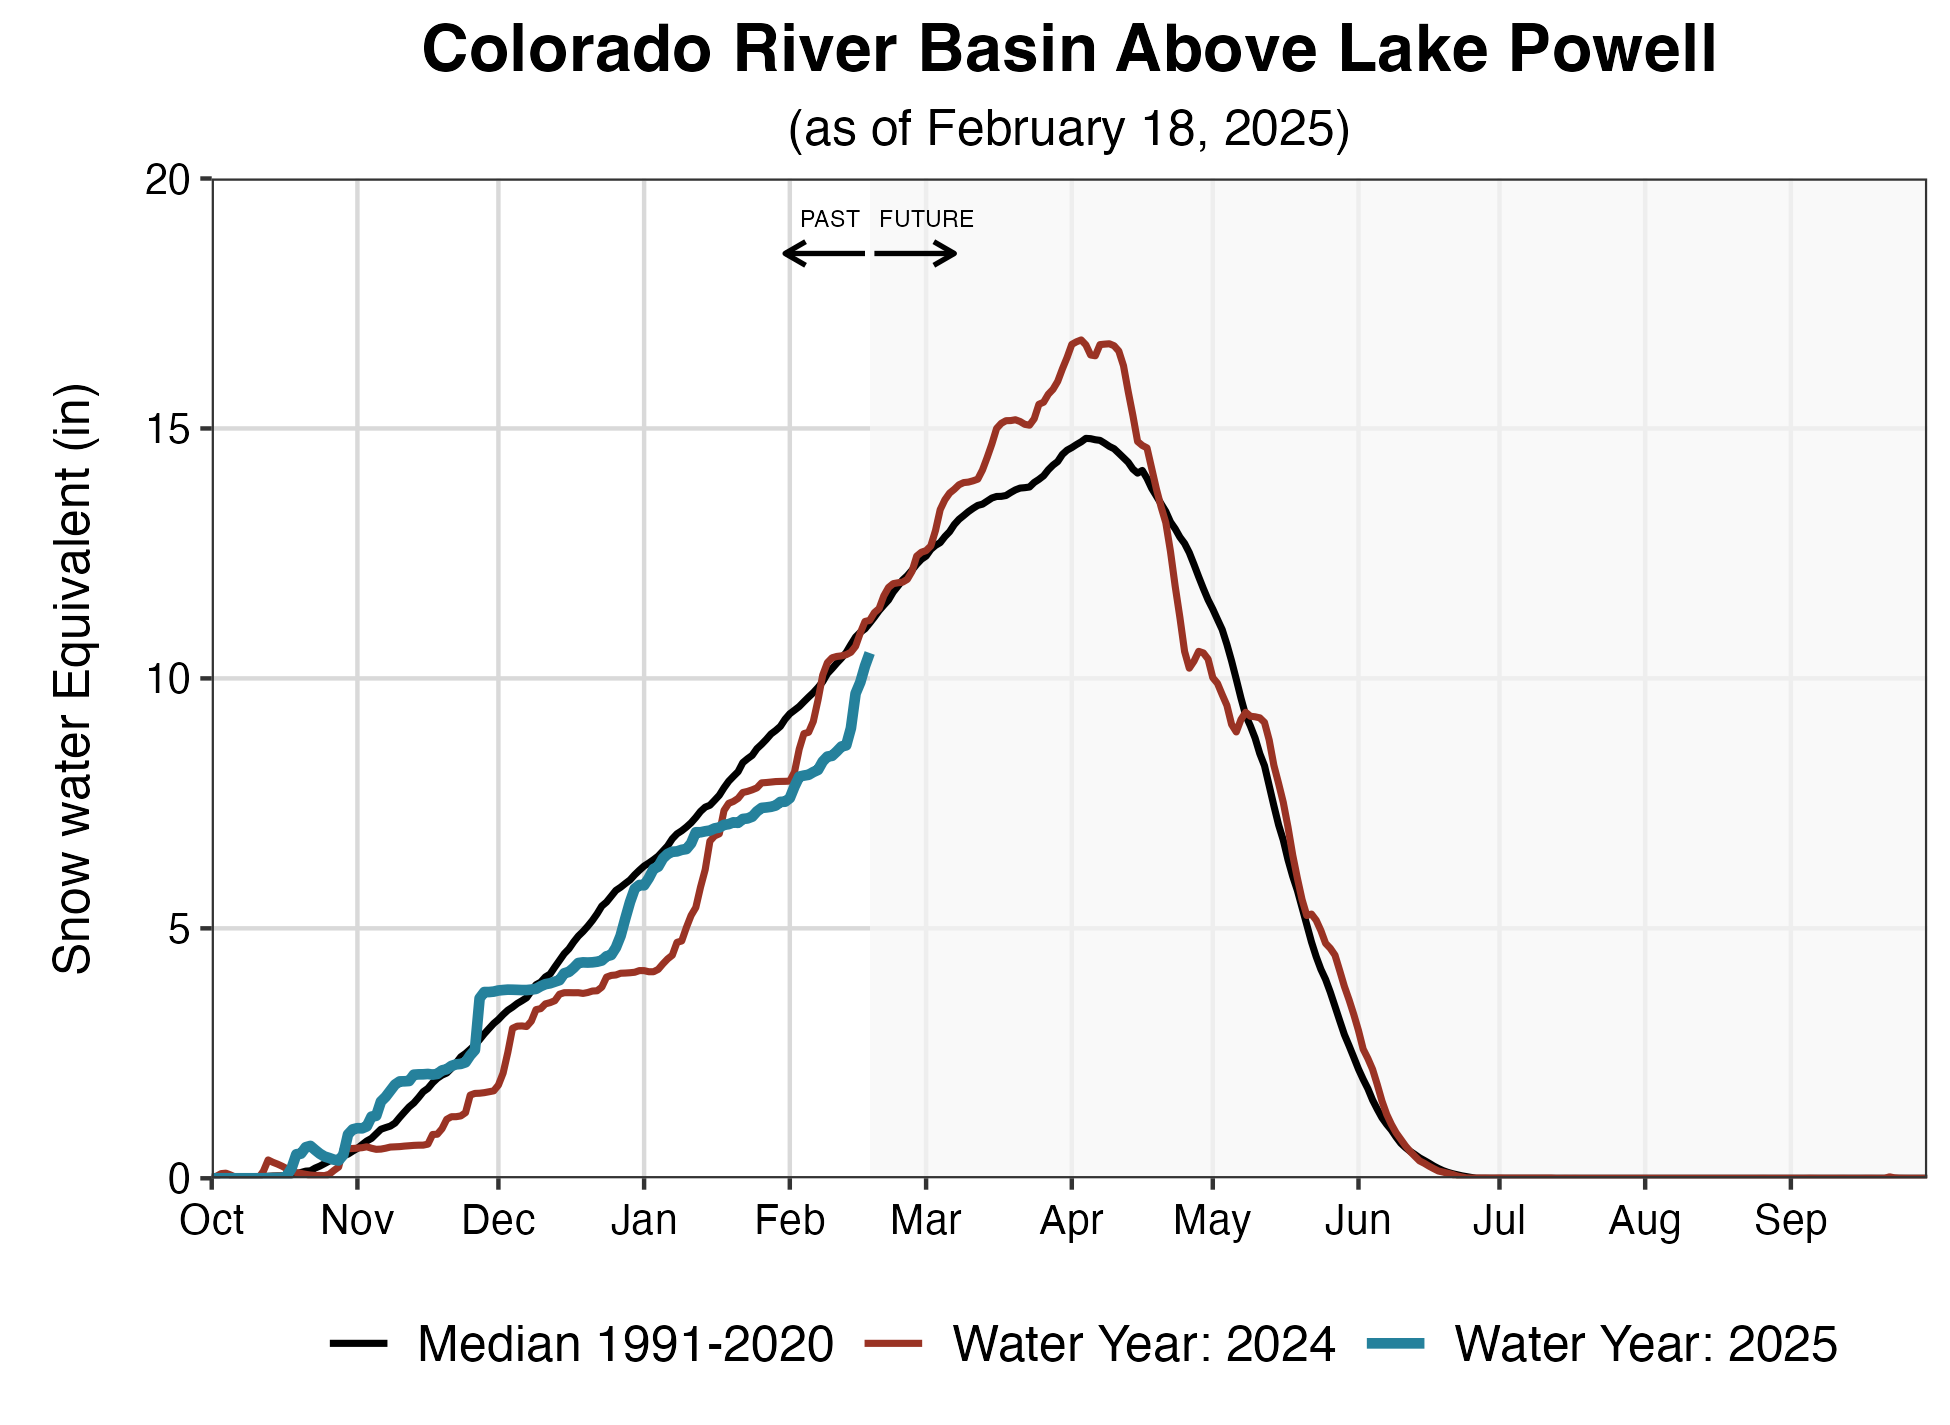 Colorado River Basin Above Lake Powell
(as of February 18, 2025)
PAST FUTURE
Snow water Equivalent (in)
20
15
10
5
0
Oct Nov Dec Jan Feb Mar Apr May Jun Jul Aug Sep
Median 1991-2020 Water Year: 2024 Water Year: 2025